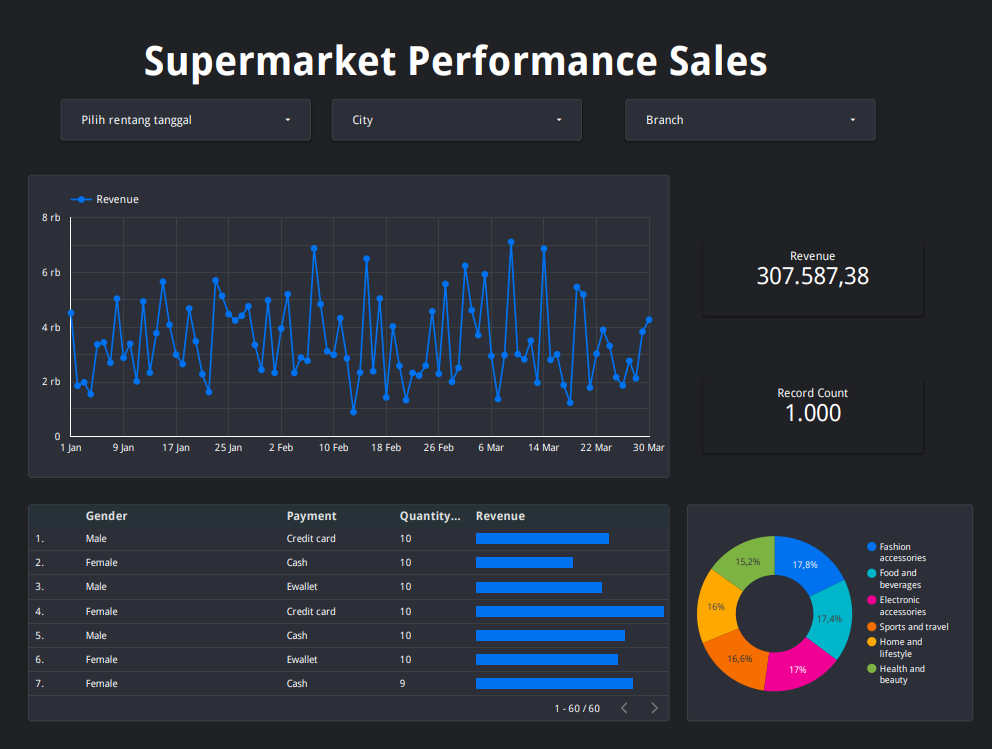 Supermarket Performance Sales
Pilih rentang tanggal
City
Branch
Revenue
8 rb
6 rb
4 rb
2 rb
0
1 Jan 9 Jan 17 Jan 25 Jan 2 Feb 10 Feb 18 Feb 26 Feb 6 Mar 14 Mar 22 Mar 30 Mar
Revenue
307.587,38
Record Count
1.000
Gender Payment Quantity... Revenue
1. Male Credit card 10
2. Female Cash 10
3. Male Ewallet 10
4. Female Credit card 10
5. Male Cash 10
6. Female Ewallet 10
7. Female Cash 9
1 - 60 / 60
17,8%
17,4%
17%
16,6%
16%
15,2%
Fashion
accessories
Food and
beverages
Electronic
accessories
Sports and travel
Home and
lifestyle
Health and
beauty